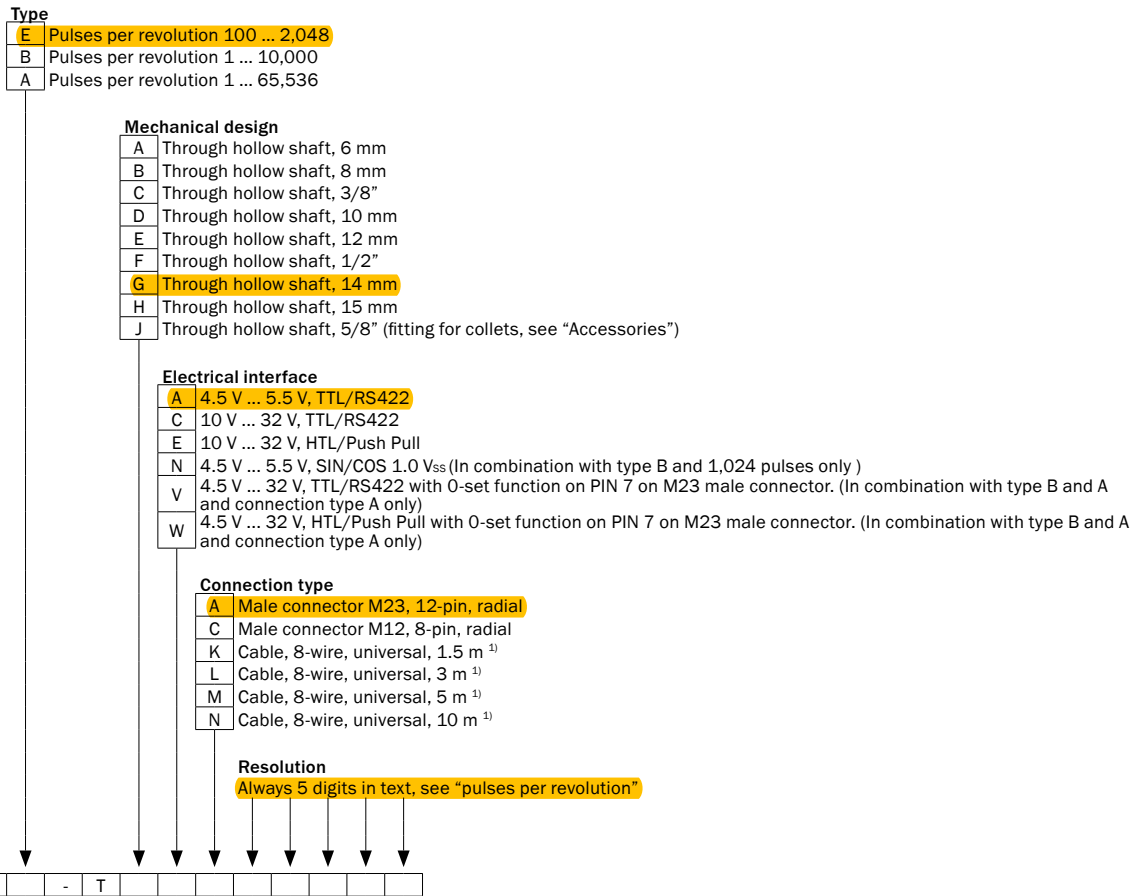 Type
E Pulses per revolution 100 ... 2,048
B Pulses per revolution 1 ... 10,000
A Pulses per revolution 1 ... 65,536
Mechanical design
A Through hollow shaft, 6 mm
B Through hollow shaft, 8 mm
C Through hollow shaft, 3/8”
D Through hollow shaft, 10 mm
E Through hollow shaft, 12 mm
F Through hollow shaft, 1/2”
G Through hollow shaft, 14 mm
H Through hollow shaft, 15 mm
J Through hollow shaft, 5/8” (fitting for collets, see “Accessories”)
Electrical interface
A 4.5 V ... 5.5 V, TTL/RS422
C 10 V ... 32 V, TTL/RS422
E 10 V ... 32 V, HTL/Push Pull
N 4.5 V ... 5.5 V, SIN/COS 1.0 Vss (In combination with type B and 1,024 pulses only )
V 4.5 V ... 32 V, TTL/RS422 with 0-set function on PIN 7 on M23 male connector. (In combination with type B and A
and connection type A only)
W 4.5 V ... 32 V, HTL/Push Pull with 0-set function on PIN 7 on M23 male connector. (In combination with type B and A
and connection type A only)
Connection type
A Male connector M23, 12-pin, radial
C Male connector M12, 8-pin, radial
K Cable, 8-wire, universal, 1.5 m 1)
L Cable, 8-wire, universal, 3 m 1)
M Cable, 8-wire, universal, 5 m 1)
N Cable, 8-wire, universal, 10 m 1)
Resolution
Always 5 digits in text, see “pulses per revolution”
- T